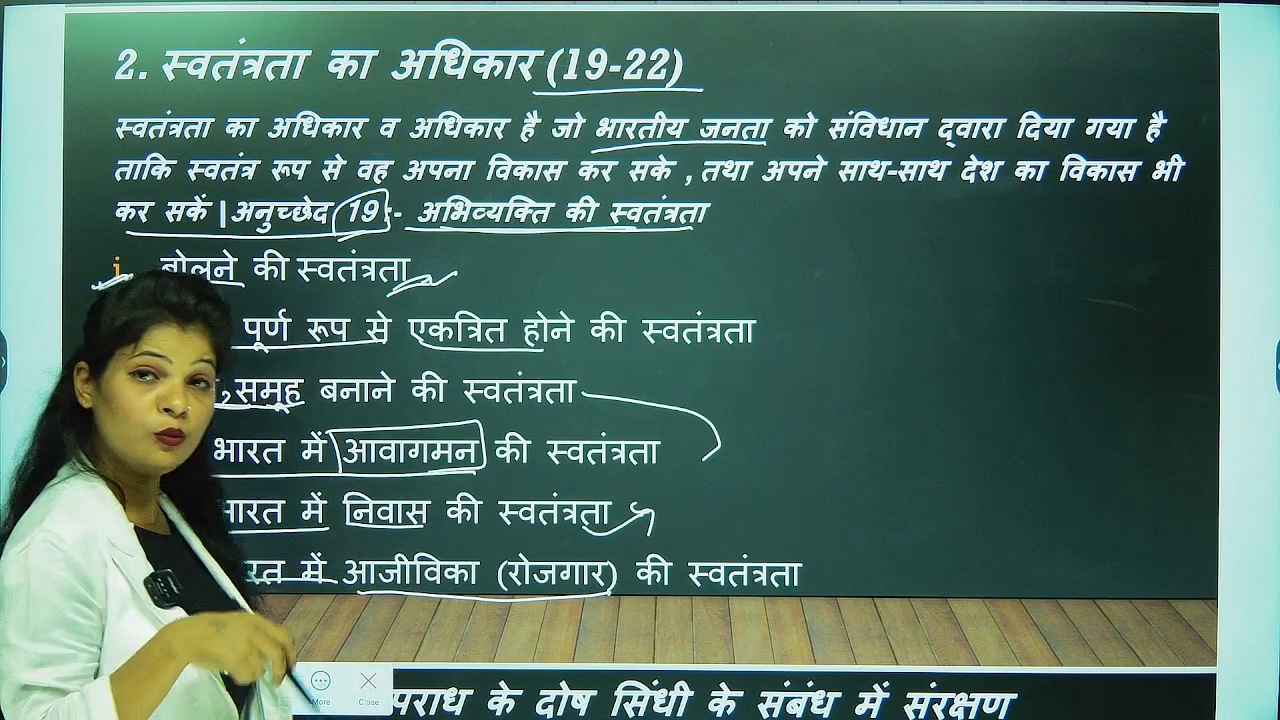 2. स्वतंत्रता का अधिकार (19-22)
स्वतंत्रता का अधिकार व अधिकार है जो भारतीय जनता को संविधान द्वारा दिया गया है
ताकि स्वतंत्र रूप से वह अपना विकास कर सके , तथा अपने साथ-साथ देश का विकास भी
कर सकें | अनुच्छेद 19:- अभिव्यक्ति की स्वतंत्रता
i. बोलने की स्वतंत्रता
पूर्ण रूप से एकत्रित होने की स्वतंत्रता
,समूह बनाने की स्वतंत्रता
भारत में आवागमन की स्वतंत्रता
भारत में निवास की स्वतंत्रता
में आजीविका (रोजगार) की स्वतंत्रता
More Close
के दोष सिंधी के संबंध में संरक्षण